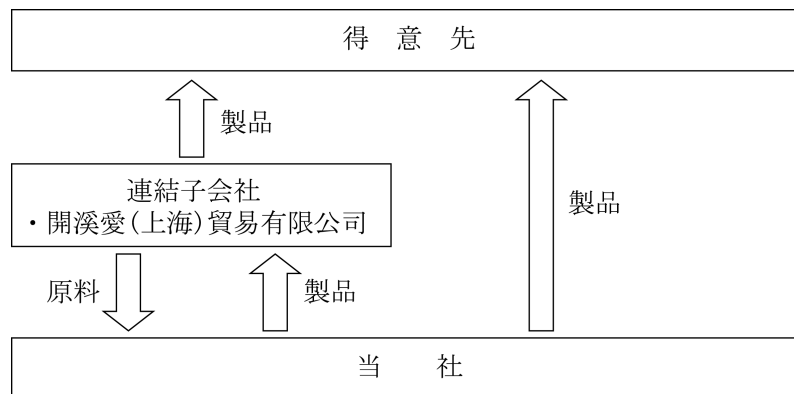 得 意 先
製品
連結子会社
・開溪愛(上海)貿易有限公司
製品
原料
製品
当 社